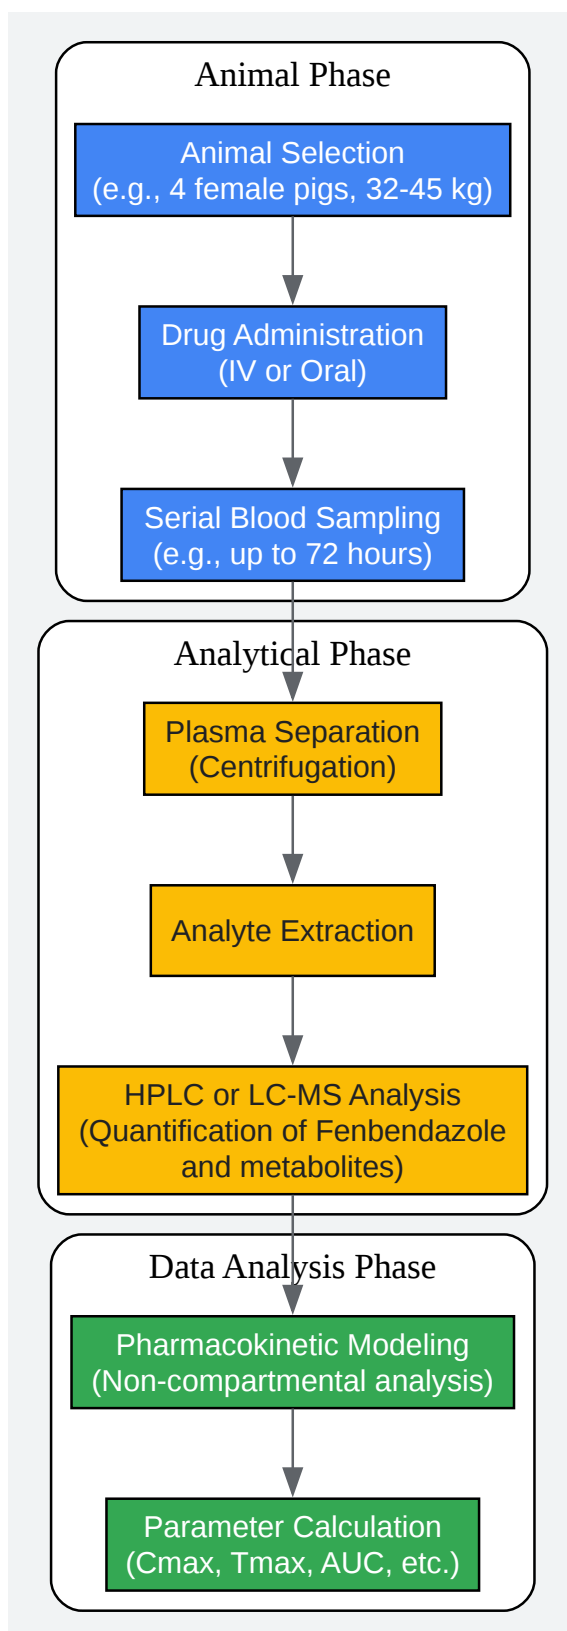 Animal Phase
Animal Selection
(e.g., 4 female pigs, 32-45 kg)
Drug Administration
(IV or Oral)
Serial Blood Sampling
(e.g., up to 72 hours)
Analytical Phase
Plasma Separation
(Centrifugation)
Analyte Extraction
HPLC or LC-MS Analysis
(Quantification of Fenbendazole
and metabolites)
Data Analysis Phase
Pharmacokinetic Modeling
(Non-compartmental analysis)
Parameter Calculation
(Cmax, Tmax, AUC, etc.)